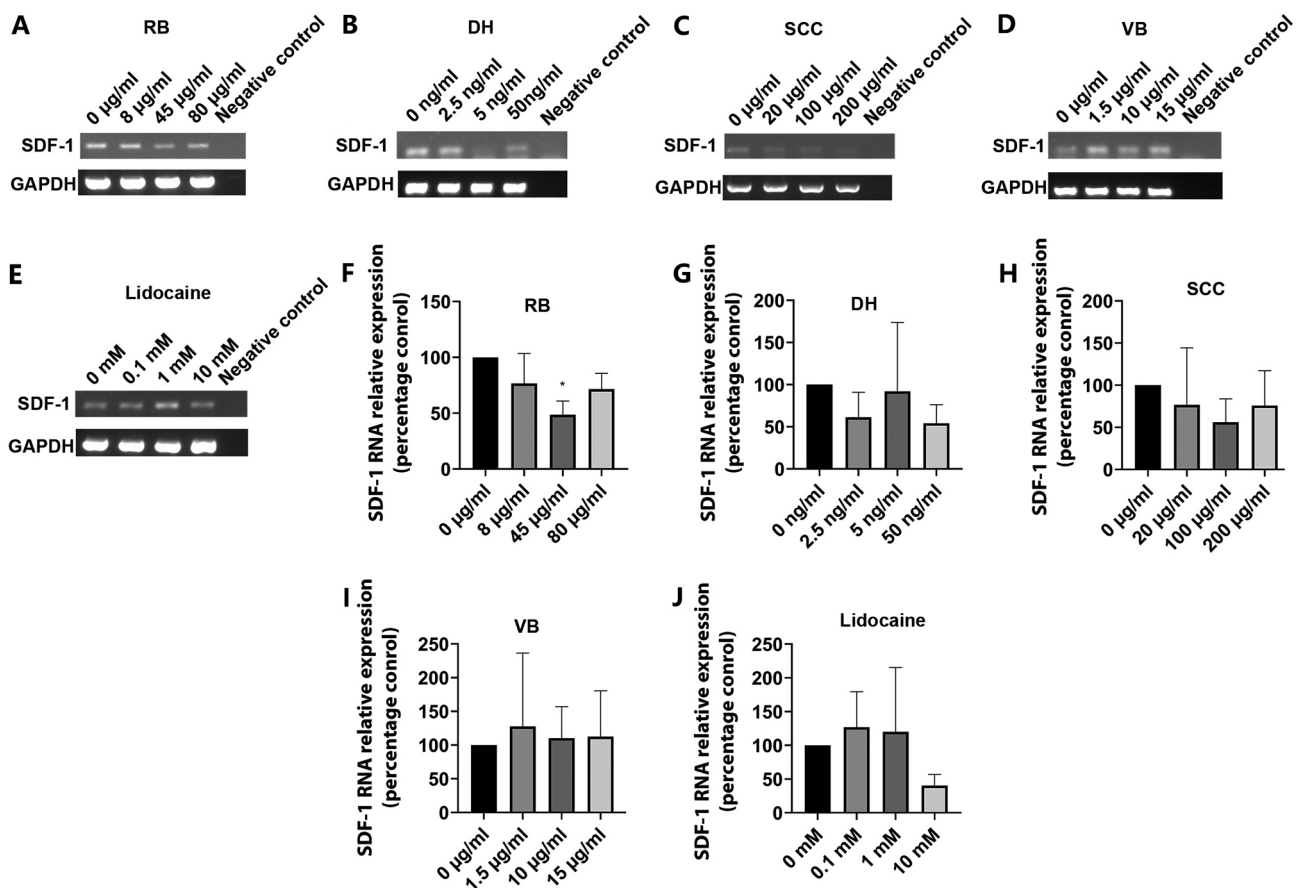 A
RB
0 µg/ml
8 µg/ml
45 µg/ml
80 µg/ml
Negative control
SDF-1
GAPDH
B
DH
0 ng/ml
2.5 ng/ml
5 ng/ml
50ng/ml
Negative control
SDF-1
GAPDH
C
SCC
0 µg/ml
20 µg/ml
100 µg/ml
200 µg/ml
Negative control
SDF-1
GAPDH
D
VB
0 µg/ml
1.5 µg/ml
10 µg/ml
15 µg/ml
Negative control
SDF-1
GAPDH
E
Lidocaine
0 mM
0.1 mM
1 mM
10 mM
Negative control
SDF-1
GAPDH
F
RB
SDF-1 RNA relative expression
(percentage conrol)
150
100
50
0
*
0 µg/ml
8 µg/ml
45 µg/ml
80 µg/ml
G
DH
SDF-1 RNA relative expression
(percentage conrol)
200
150
100
50
0
0 ng/ml
2.5 ng/ml
5 ng/ml
50 ng/ml
H
SCC
SDF-1 RNA relative expression
(percentage conrol)
200
150
100
50
0
0 µg/ml
20 µg/ml
100 µg/ml
200 µg/ml
I
VB
SDF-1 RNA relative expression
(percentage conrol)
250
200
150
100
50
0
0 µg/ml
1.5 µg/ml
10 µg/ml
15 µg/ml
J
Lidocaine
SDF-1 RNA relative expression
(percentage conrol)
250
200
150
100
50
0
0 mM
0.1 mM
1 mM
10 mM